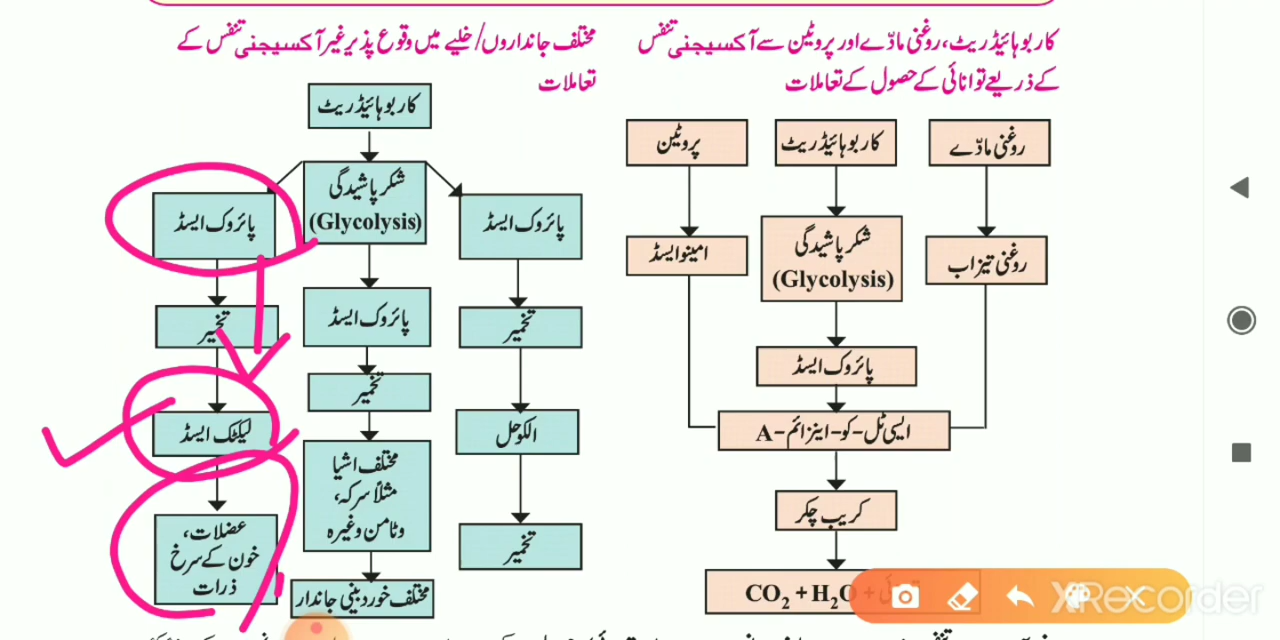 کاربوہائیڈریٹ، روغنی مادّے اور پروٹین سے آکسیجنی تنفس
کے ذریعے توانائی کے حصول کے تعاملات
روغنی مادّے
کاربوہائیڈریٹ
پروٹین
روغنی تیزاب
شکر پاشیدگی
(Glycolysis)
امینو ایسڈ
پائروک ایسڈ
ایسی ٹل-کو-اینزائم-A
کریب چکر
CO₂ + H₂O +
مختلف جانداروں/خلیے میں وقوع پذیر غیر آکسیجنی تنفس کے
تعاملات
کاربوہائیڈریٹ
شکر پاشیدگی
(Glycolysis)
پائروک ایسڈ
تخمیر
الکوحل
تخمیر
پائروک ایسڈ
تخمیر
مختلف اشیا
مثلاً سرکہ،
وٹامن وغیرہ
مختلف خوردبینی جاندار
پائروک ایسڈ
تخمیر
لیکٹک ایسڈ
عضلات،
خون کے سرخ
ذرات
XRecorder